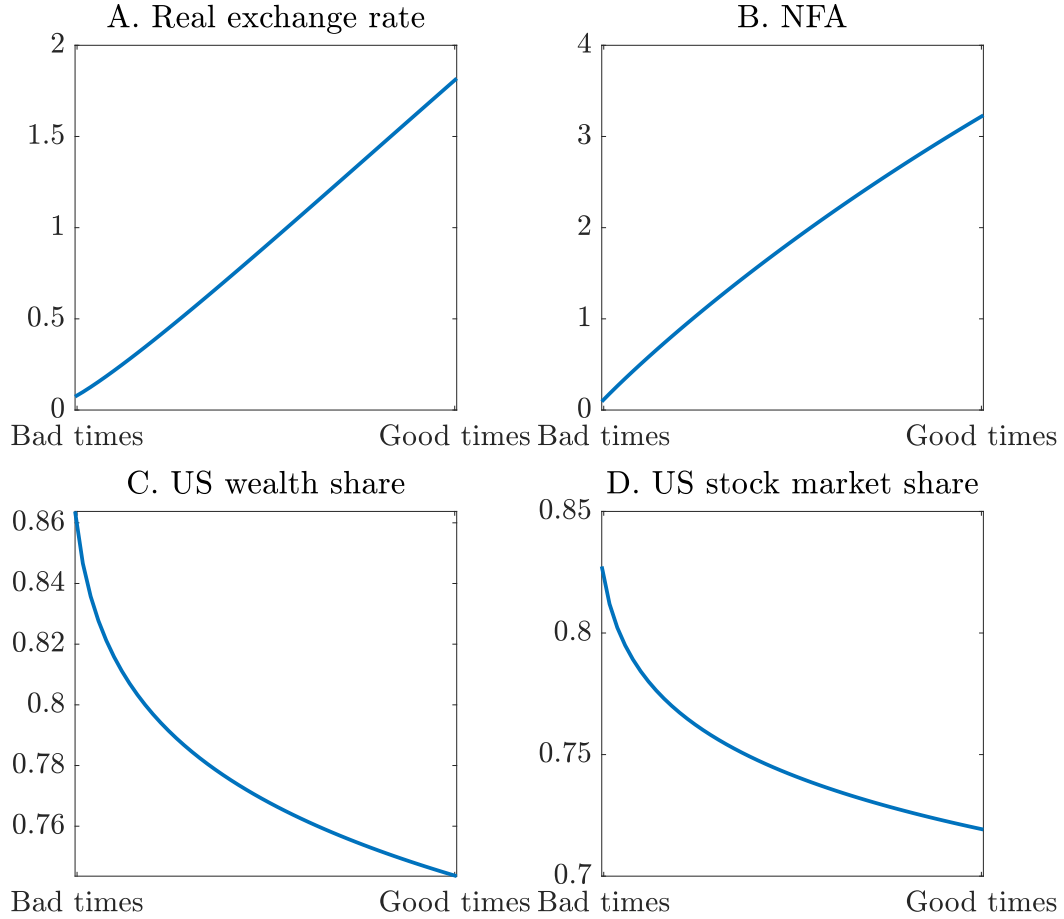 A. Real exchange rate
2
1.5
1
0.5
0
Bad times Good times
B. NFA
4
3
2
1
0
Bad times Good times
C. US wealth share
0.86
0.84
0.82
0.8
0.78
0.76
Bad times Good times
D. US stock market share
0.85
0.8
0.75
0.7
Bad times Good times